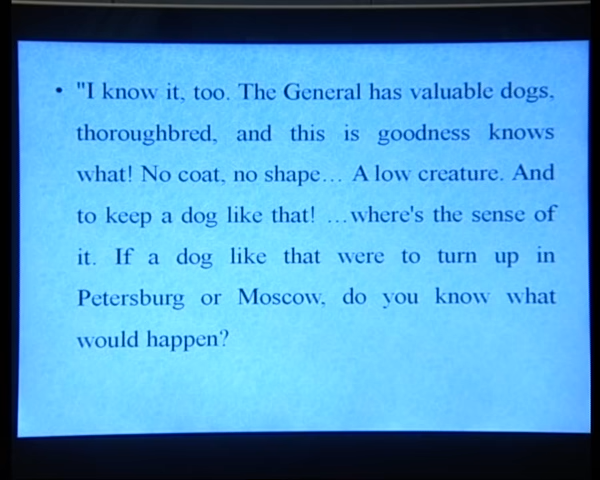 • "I know it, too. The General has valuable dogs,
thoroughbred, and this is goodness knows
what! No coat, no shape... A low creature. And
to keep a dog like that! ...where's the sense of
it. If a dog like that were to turn up in
Petersburg or Moscow, do you know what
would happen?